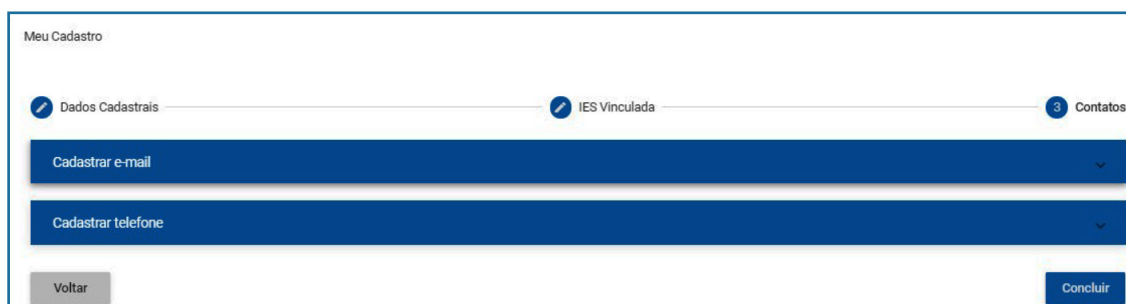 Meu Cadastro
Dados Cadastrais IES Vinculada 3 Contatos
Cadastrar e-mail
Cadastrar telefone
Voltar Concluir